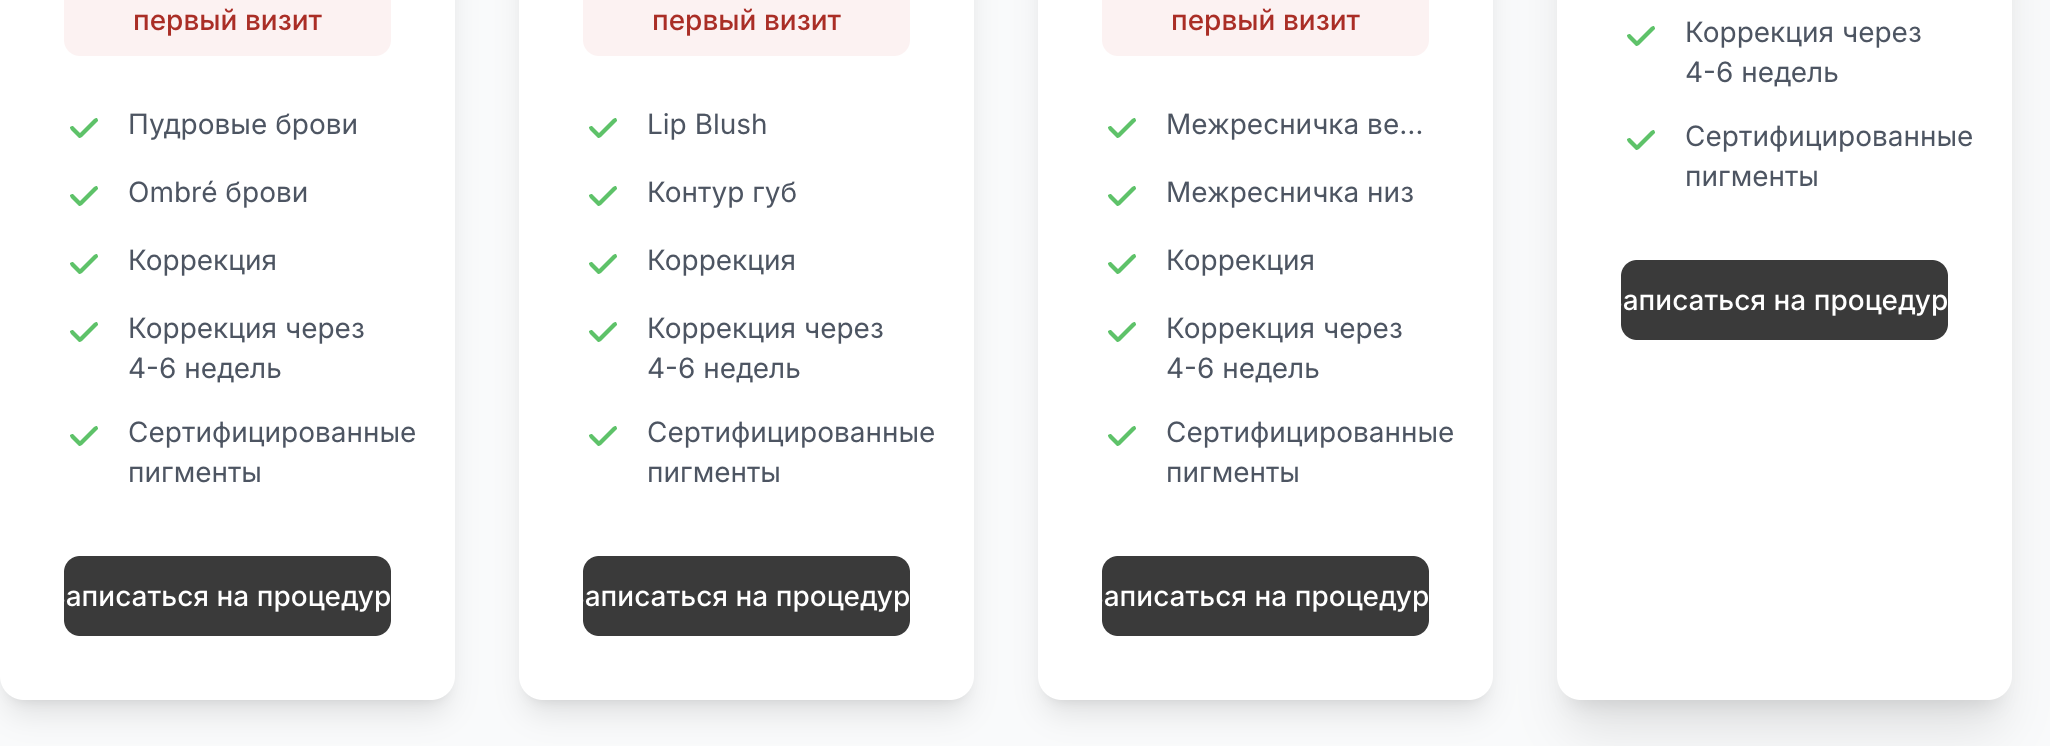 первый визит
Пудровые брови
Ombré брови
Коррекция
Коррекция через
4-6 недель
Сертифицированные
пигменты
аписаться на процедур
первый визит
Lip Blush
Контур губ
Коррекция
Коррекция через
4-6 недель
Сертифицированные
пигменты
аписаться на процедур
первый визит
Межресничка ве...
Межресничка низ
Коррекция
Коррекция через
4-6 недель
Сертифицированные
пигменты
аписаться на процедур
Коррекция через
4-6 недель
Сертифицированные
пигменты
аписаться на процедур